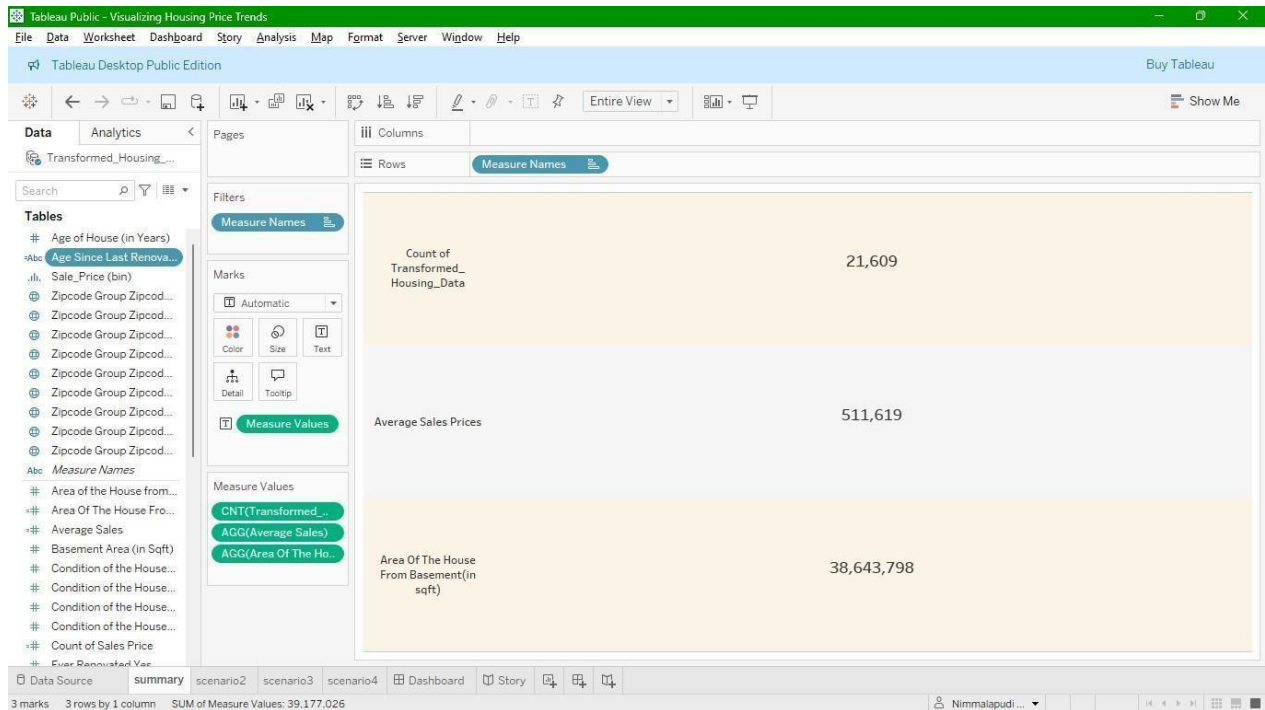 Tableau Public - Visualizing Housing Price Trends
File Data Worksheet Dashboard Story Analysis Map Format Server Window Help
Tableau Desktop Public Edition
Buy Tableau
Entire View
Show Me
Data Analytics
Transformed_Housing_...
Search
Tables
Age of House (in Years)
Abc Age Since Last Renova...
Sale_Price (bin)
Zipcode Group Zipcod...
Zipcode Group Zipcod...
Zipcode Group Zipcod...
Zipcode Group Zipcod...
Zipcode Group Zipcod...
Zipcode Group Zipcod...
Zipcode Group Zipcod...
Zipcode Group Zipcod...
Zipcode Group Zipcod...
Abc Measure Names
Area of the House from...
Area Of The House Fro...
Average Sales
Basement Area (in Sqft)
Condition of the House...
Condition of the House...
Condition of the House...
Condition of the House...
Count of Sales Price
Ever Renovated Yes
Pages
Filters
Measure Names
Marks
Automatic
Color Size Text
Detail Tooltip
Measure Values
Measure Values
CNT(Transformed_..
AGG(Average Sales)
AGG(Area Of The Ho..
Columns
Rows Measure Names
Count of
Transformed_
Housing_Data
21,609
Average Sales Prices
511,619
Area Of The House
From Basement(in
sqft)
38,643,798
Data Source summary scenario2 scenario3 scenario4 Dashboard Story
3 marks 3 rows by 1 column SUM of Measure Values: 39,177,026
Nimmalapudi ...